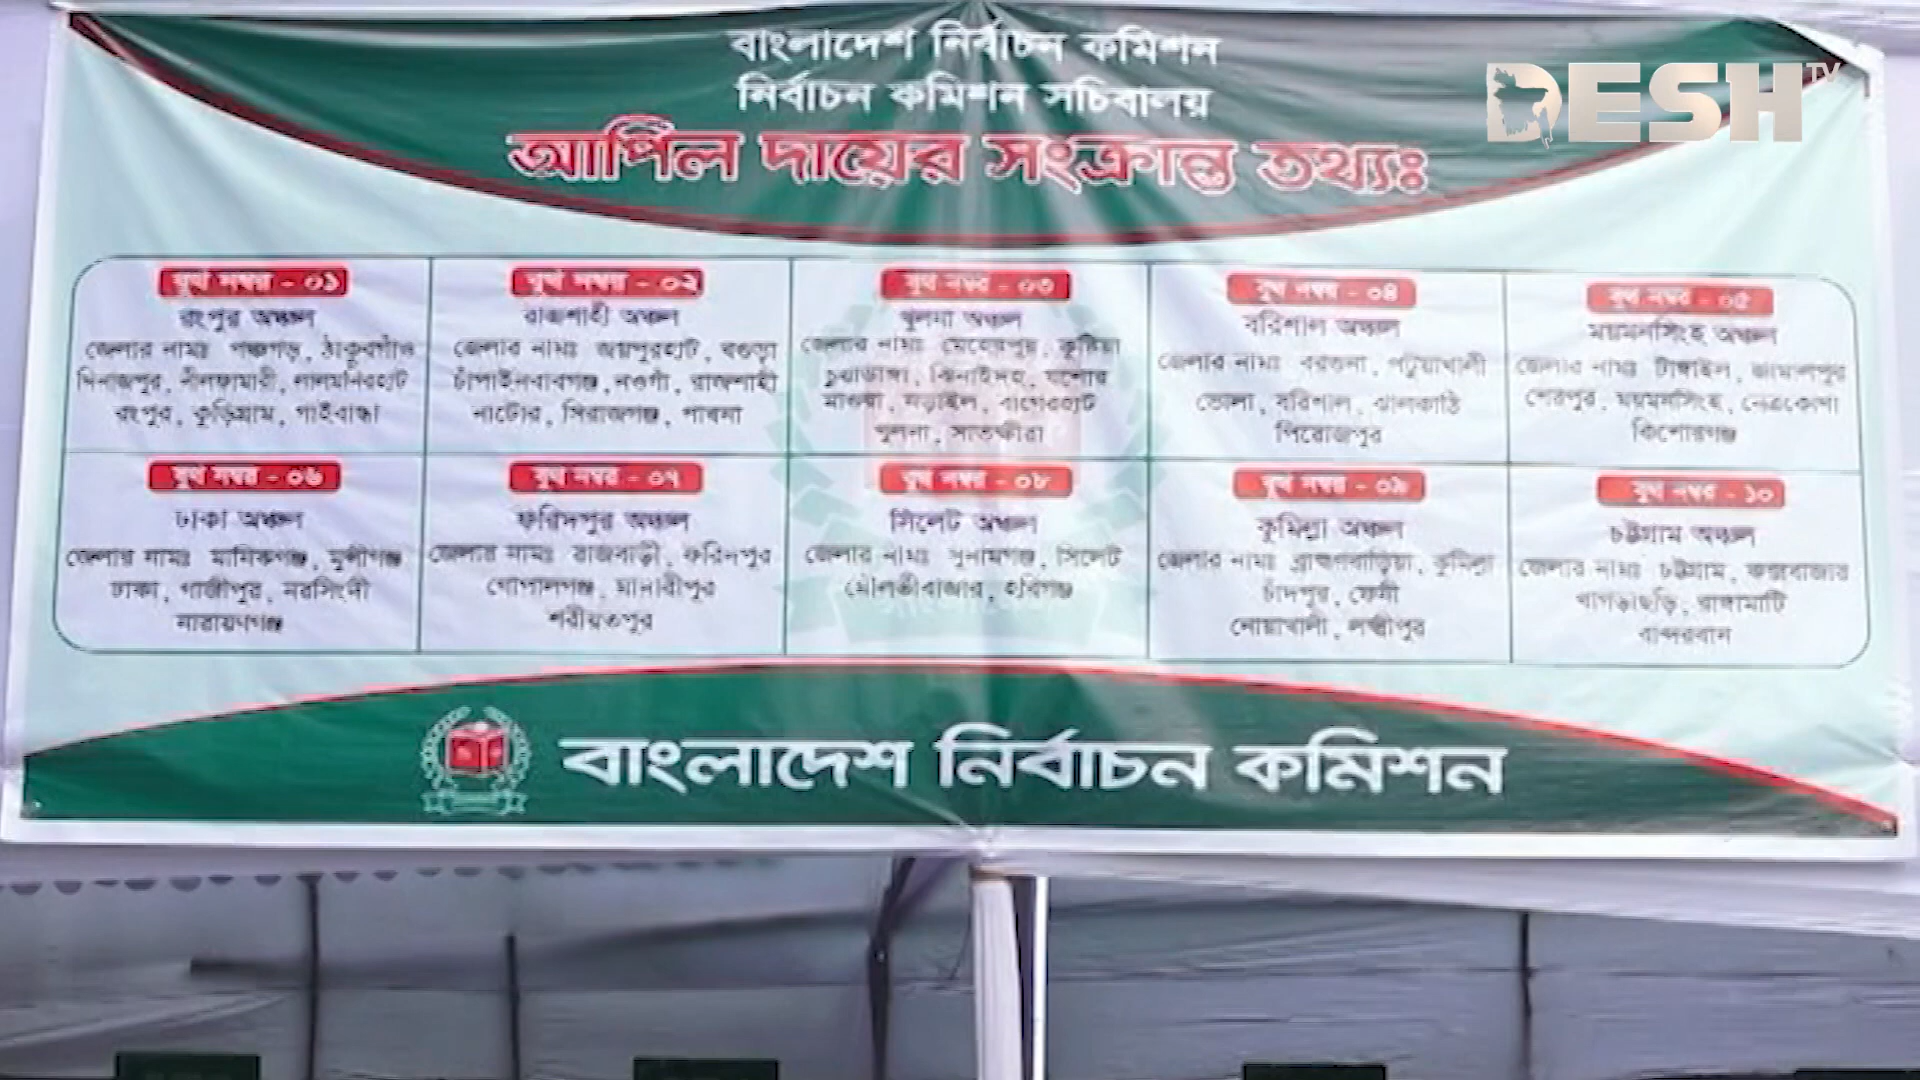 বাংলাদেশ নির্বাচন কমিশন
নির্বাচন কমিশন সচিবালয়
আপিল দায়ের সংক্রান্ত তথ্যঃ
DESH TV
বুথ নম্বর - ০১
রংপুর অঞ্চল
জেলার নামঃ পঞ্চগড়, ঠাকুরগাঁও
দিনাজপুর, নীলফামারী, লালমনিরহাট
রংপুর, কুড়িগ্রাম, গাইবান্ধা
বুথ নম্বর - ০২
রাজশাহী অঞ্চল
জেলার নামঃ জয়পুরহাট, বগুড়া
চাঁপাইনবাবগঞ্জ, নওগাঁ, রাজশাহী
নাটোর, সিরাজগঞ্জ, পাবনা
বুথ নম্বর - ০৩
খুলনা অঞ্চল
জেলার নামঃ মেহেরপুর, কুষ্টিয়া
চুয়াডাঙ্গা, ঝিনাইদহ, যশোর
মাগুরা, নড়াইল, বাগেরহাট
খুলনা, সাতক্ষীরা
বুথ নম্বর - ০৪
বরিশাল অঞ্চল
জেলার নামঃ বরগুনা, পটুয়াখালী
ভোলা, বরিশাল, ঝালকাঠি
পিরোজপুর
বুথ নম্বর - ০৫
ময়মনসিংহ অঞ্চল
জেলার নামঃ টাঙ্গাইল, জামালপুর
শেরপুর, ময়মনসিংহ, নেত্রকোণা
কিশোরগঞ্জ
বুথ নম্বর - ০৬
ঢাকা অঞ্চল
জেলার নামঃ মানিকগঞ্জ, মুন্সীগঞ্জ
ঢাকা, গাজীপুর, নরসিংদী
নারায়ণগঞ্জ
বুথ নম্বর - ০৭
ফরিদপুর অঞ্চল
জেলার নামঃ রাজবাড়ী, ফরিদপুর
গোপালগঞ্জ, মাদারীপুর
শরীয়তপুর
বুথ নম্বর - ০৮
সিলেট অঞ্চল
জেলার নামঃ সুনামগঞ্জ, সিলেট
মৌলভীবাজার, হবিগঞ্জ
বুথ নম্বর - ০৯
কুমিল্লা অঞ্চল
জেলার নামঃ ব্রাহ্মণবাড়িয়া, কুমিল্লা
চাঁদপুর, ফেনী
নোয়াখালী, লক্ষ্মীপুর
বুথ নম্বর - ১০
চট্টগ্রাম অঞ্চল
জেলার নামঃ চট্টগ্রাম, কক্সবাজার
খাগড়াছড়ি, রাঙ্গামাটি
বান্দরবান
বাংলাদেশ নির্বাচন কমিশন